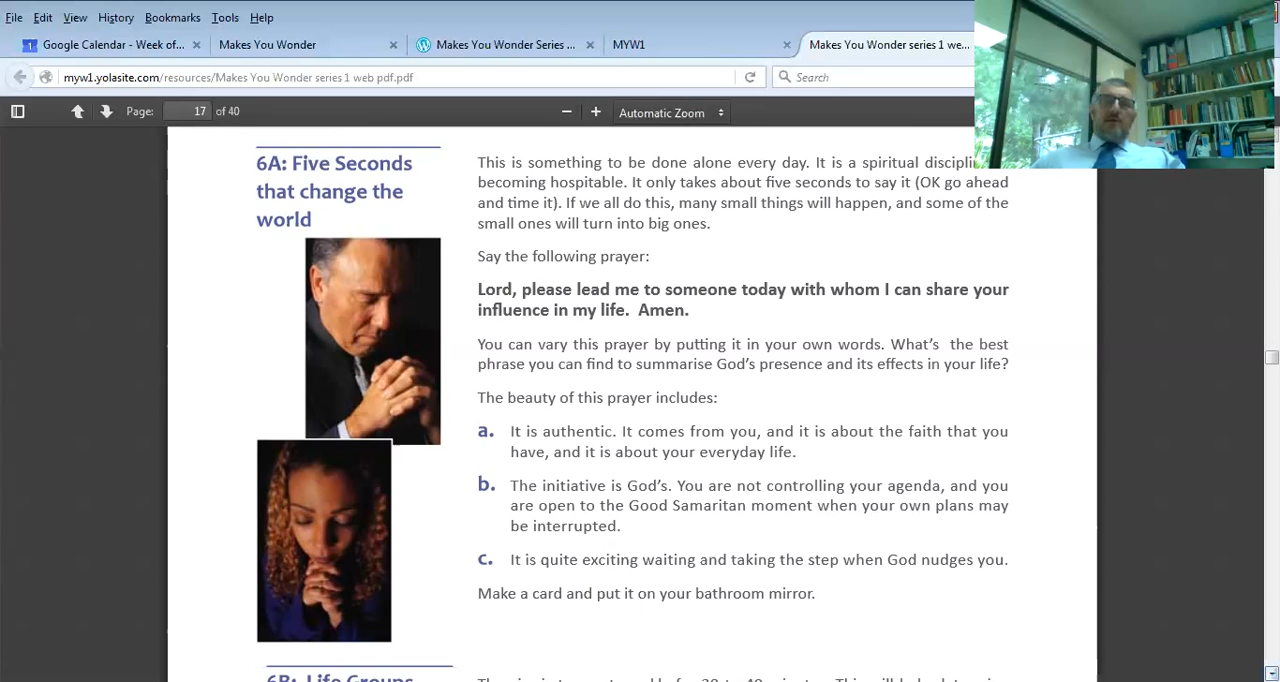 File Edit View History Bookmarks Tools Help
1 Google Calendar - Week of... × Makes You Wonder × Makes You Wonder Series ... × MYW1 × Makes You Wonder series 1 we...
myw1.yolasite.com/resources/Makes You Wonder series 1 web pdf.pdf Search
Page: 17 of 40 Automatic Zoom
6A: Five Seconds
that change the
world
This is something to be done alone every day. It is a spiritual
becoming hospitable. It only takes about five seconds to say it (OK go ahead
and time it). If we all do this, many small things will happen, and some of the
small ones will turn into big ones.
Say the following prayer:
Lord, please lead me to someone today with whom I can share your
influence in my life. Amen.
You can vary this prayer by putting it in your own words. What's the best
phrase you can find to summarise God's presence and its effects in your life?
The beauty of this prayer includes:
a. It is authentic. It comes from you, and it is about the faith that you
have, and it is about your everyday life.
b. The initiative is God's. You are not controlling your agenda, and you
are open to the Good Samaritan moment when your own plans may
be interrupted.
c. It is quite exciting waiting and taking the step when God nudges you.
Make a card and put it on your bathroom mirror.
6B: Life Groups